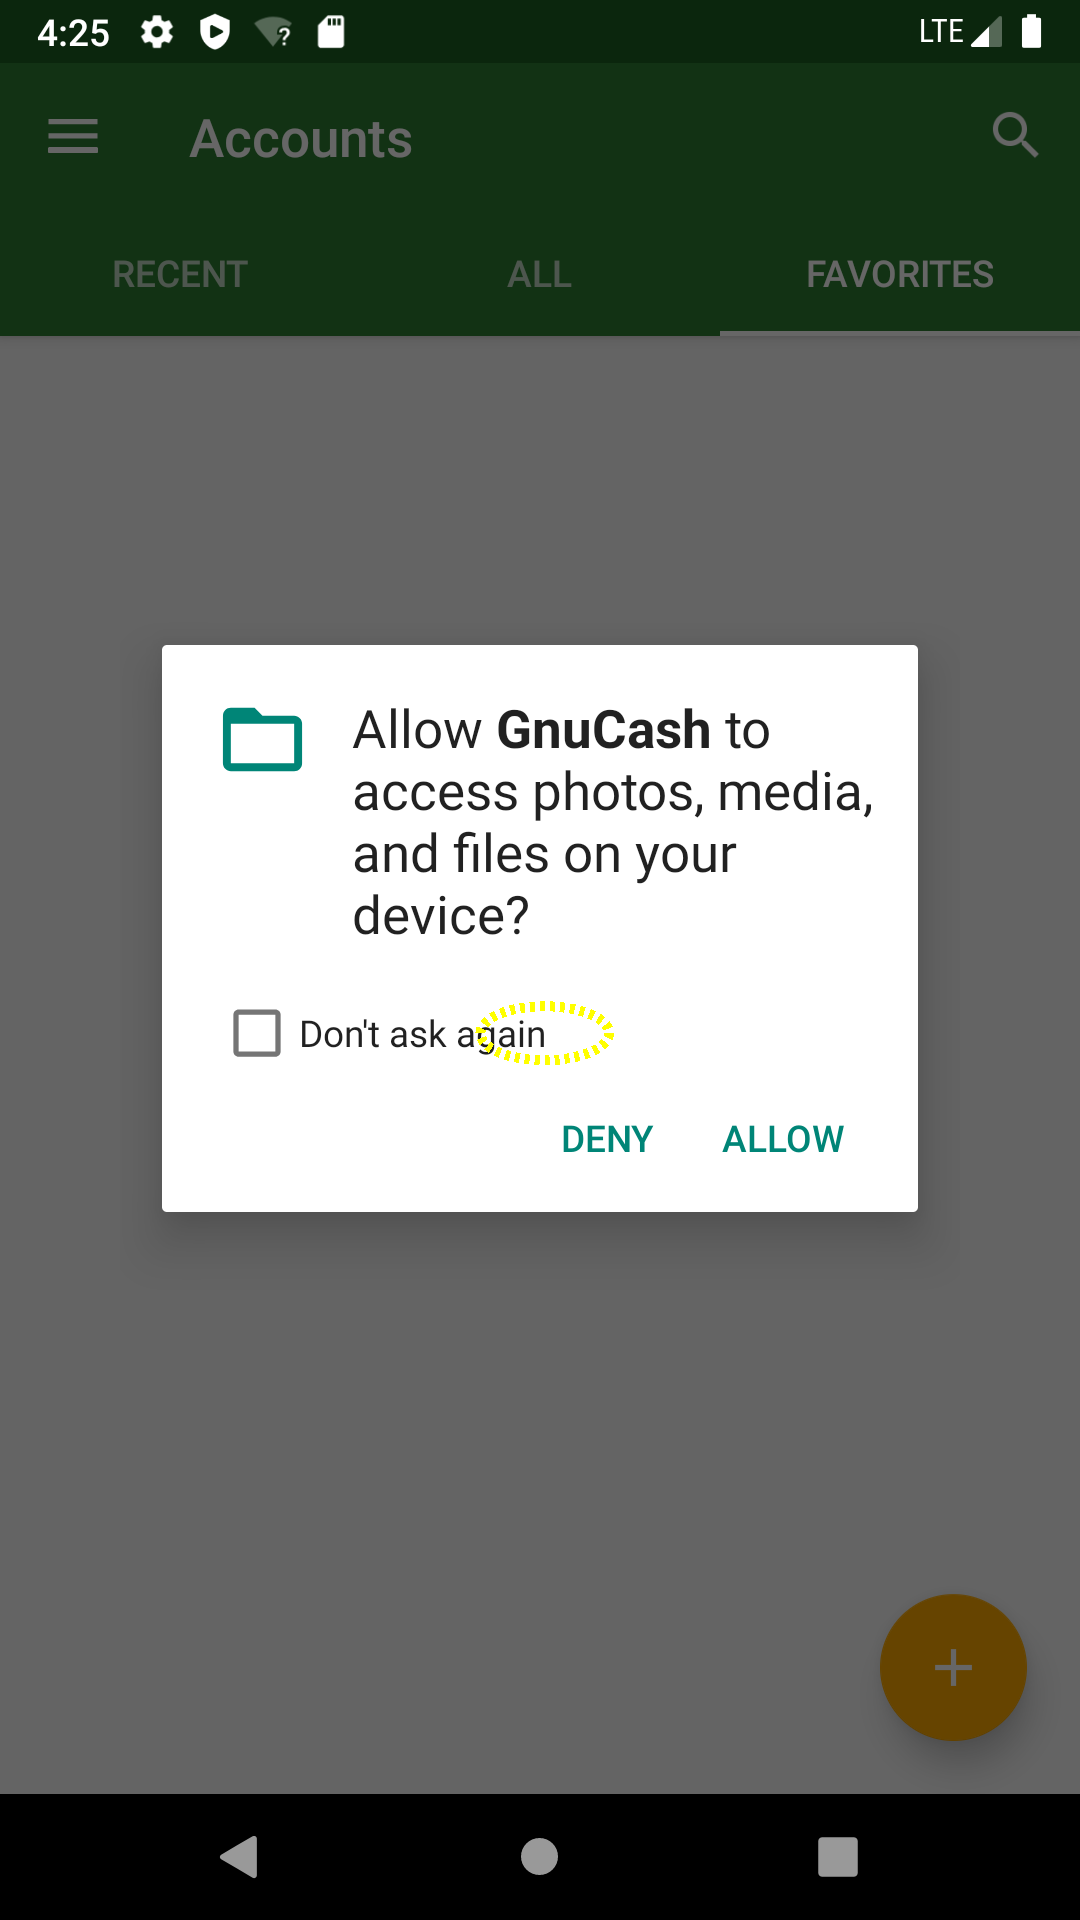 4:25
LTE
Accounts
RECENT
ALL
FAVORITES
Allow GnuCash to
access photos, media,
and files on your
device?
Don't ask again
DENY
ALLOW